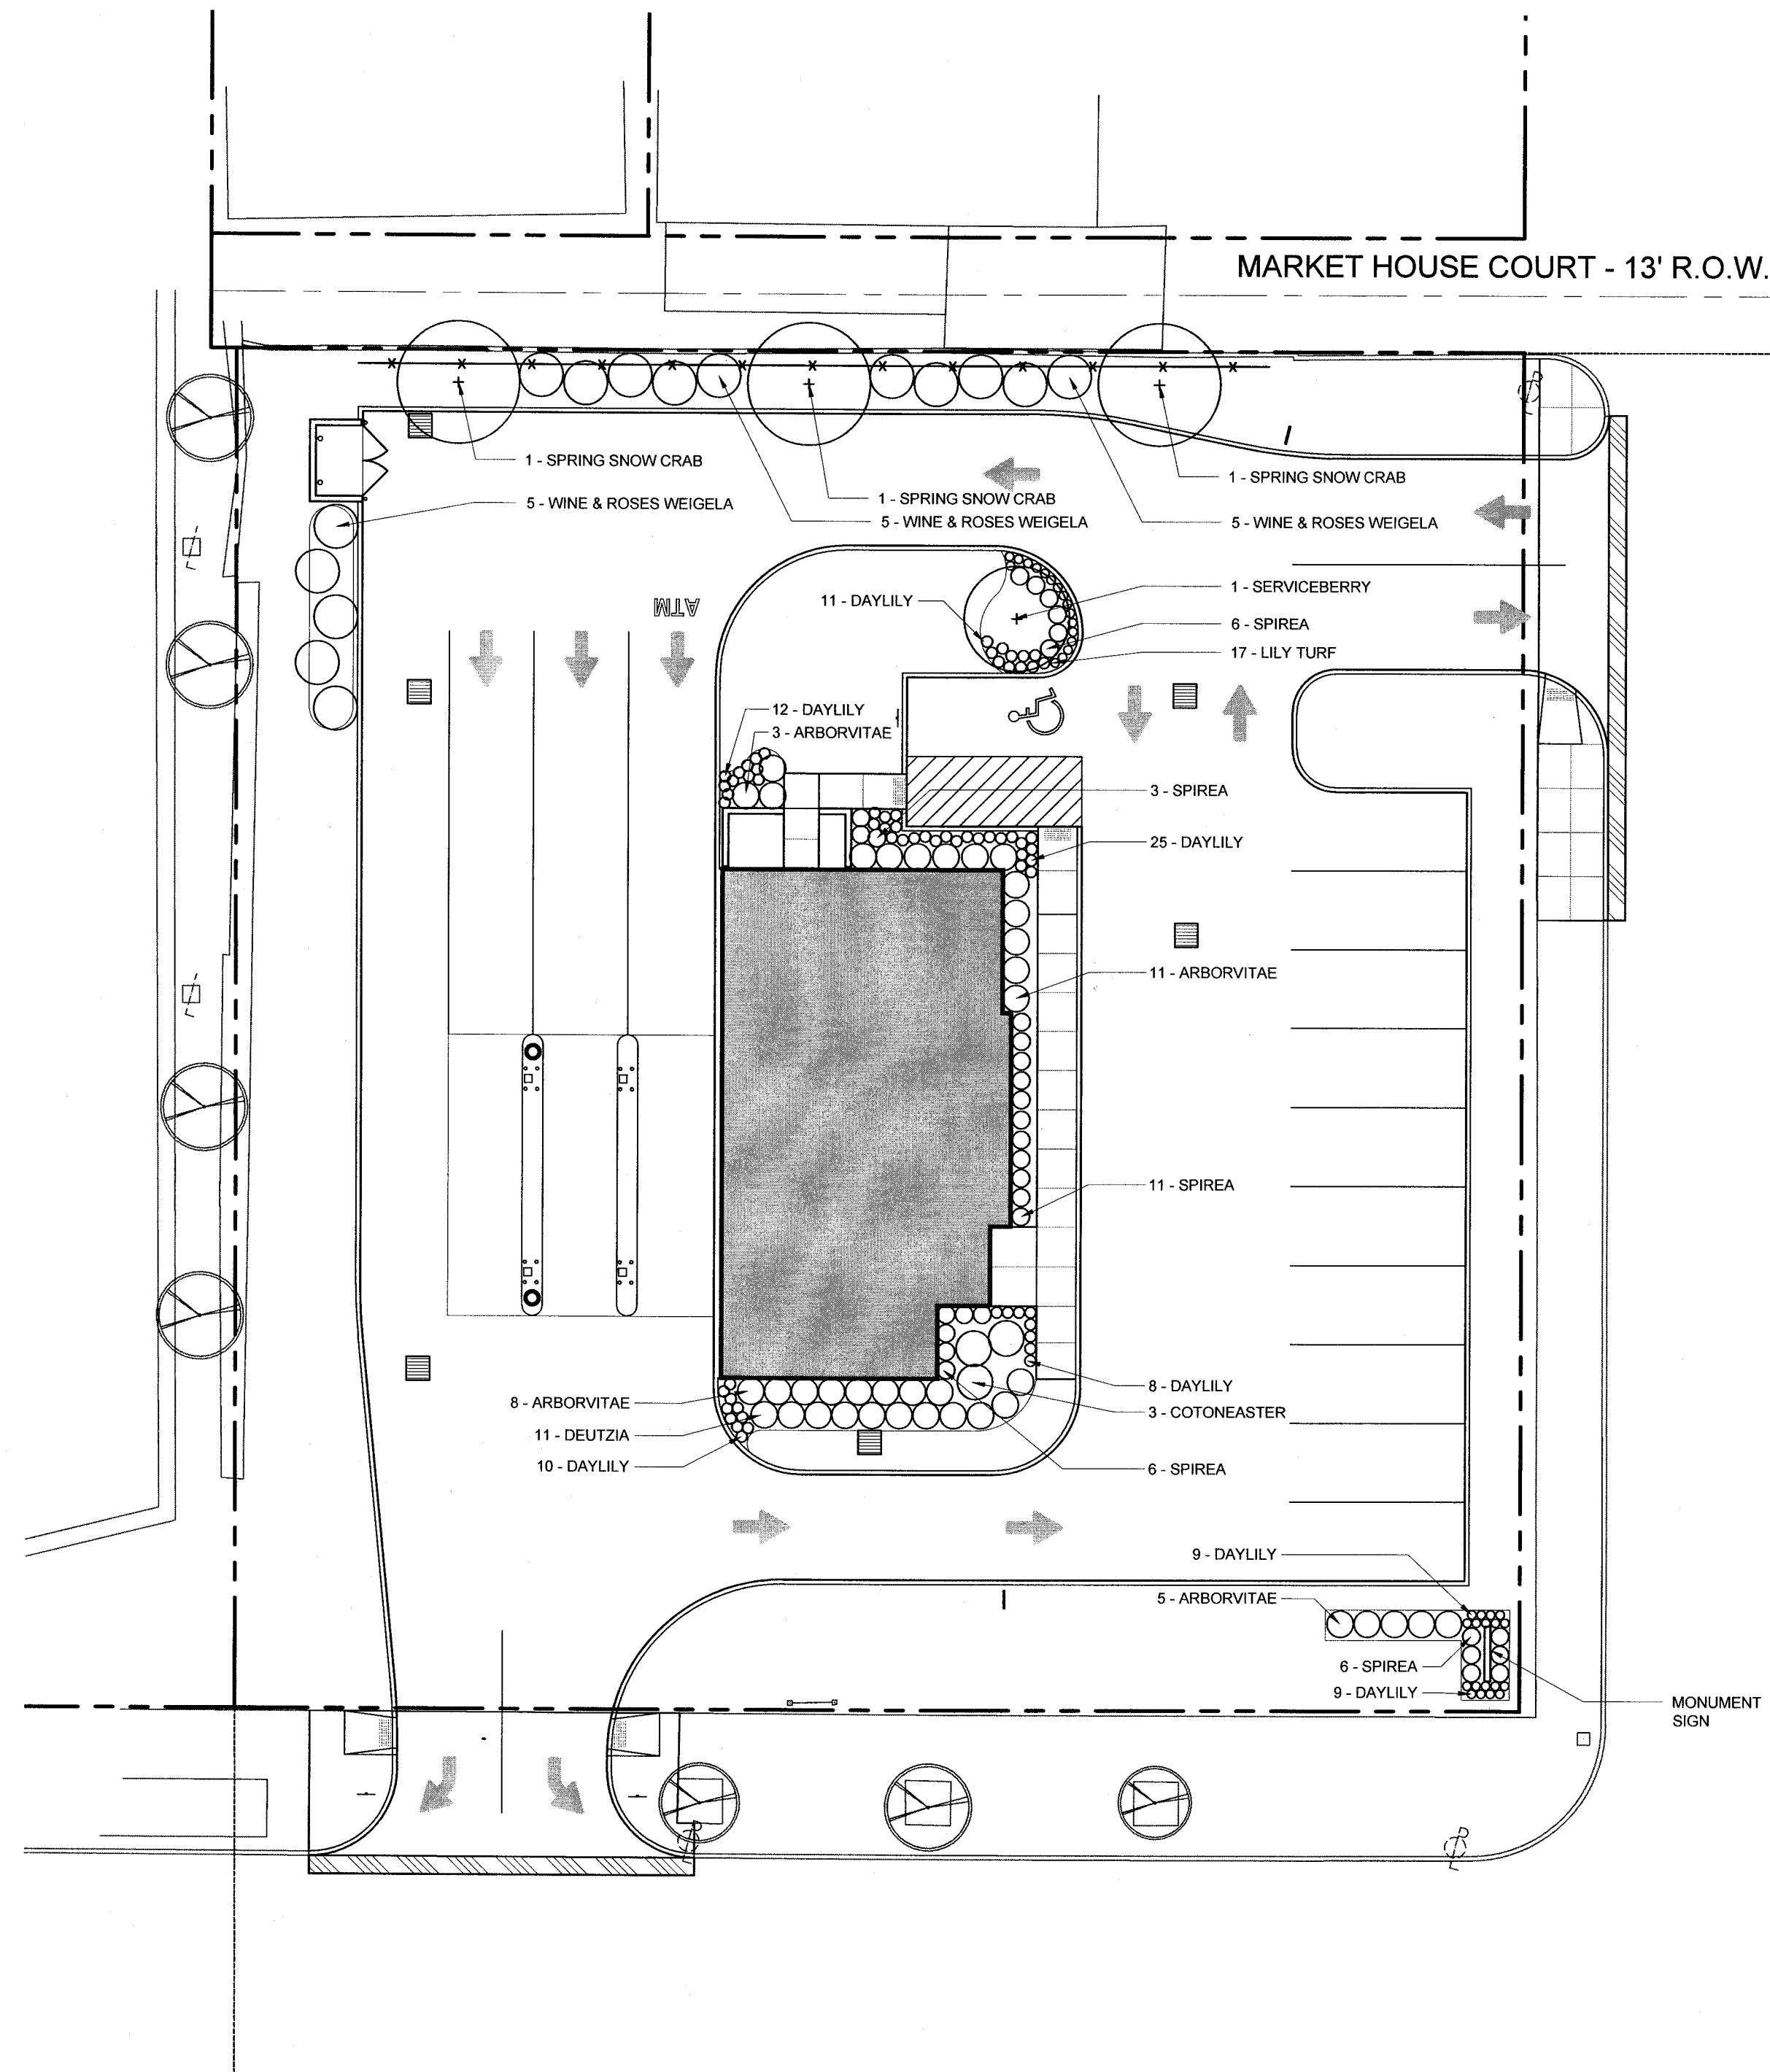 MARKET HOUSE COURT - 13' R.O.W.
1 - SPRING SNOW CRAB
5 - WINE & ROSES WEIGELA
1 - SPRING SNOW CRAB
5 - WINE & ROSES WEIGELA
1 - SPRING SNOW CRAB
5 - WINE & ROSES WEIGELA
ATM
11 - DAYLILY
1 - SERVICEBERRY
6 - SPIREA
17 - LILY TURF
12 - DAYLILY
3 - ARBORVITAE
3 - SPIREA
25 - DAYLILY
11 - ARBORVITAE
11 - SPIREA
8 - ARBORVITAE
11 - DEUTZIA
10 - DAYLILY
8 - DAYLILY
3 - COTONEASTER
6 - SPIREA
9 - DAYLILY
5 - ARBORVITAE
6 - SPIREA
9 - DAYLILY
MONUMENT
SIGN